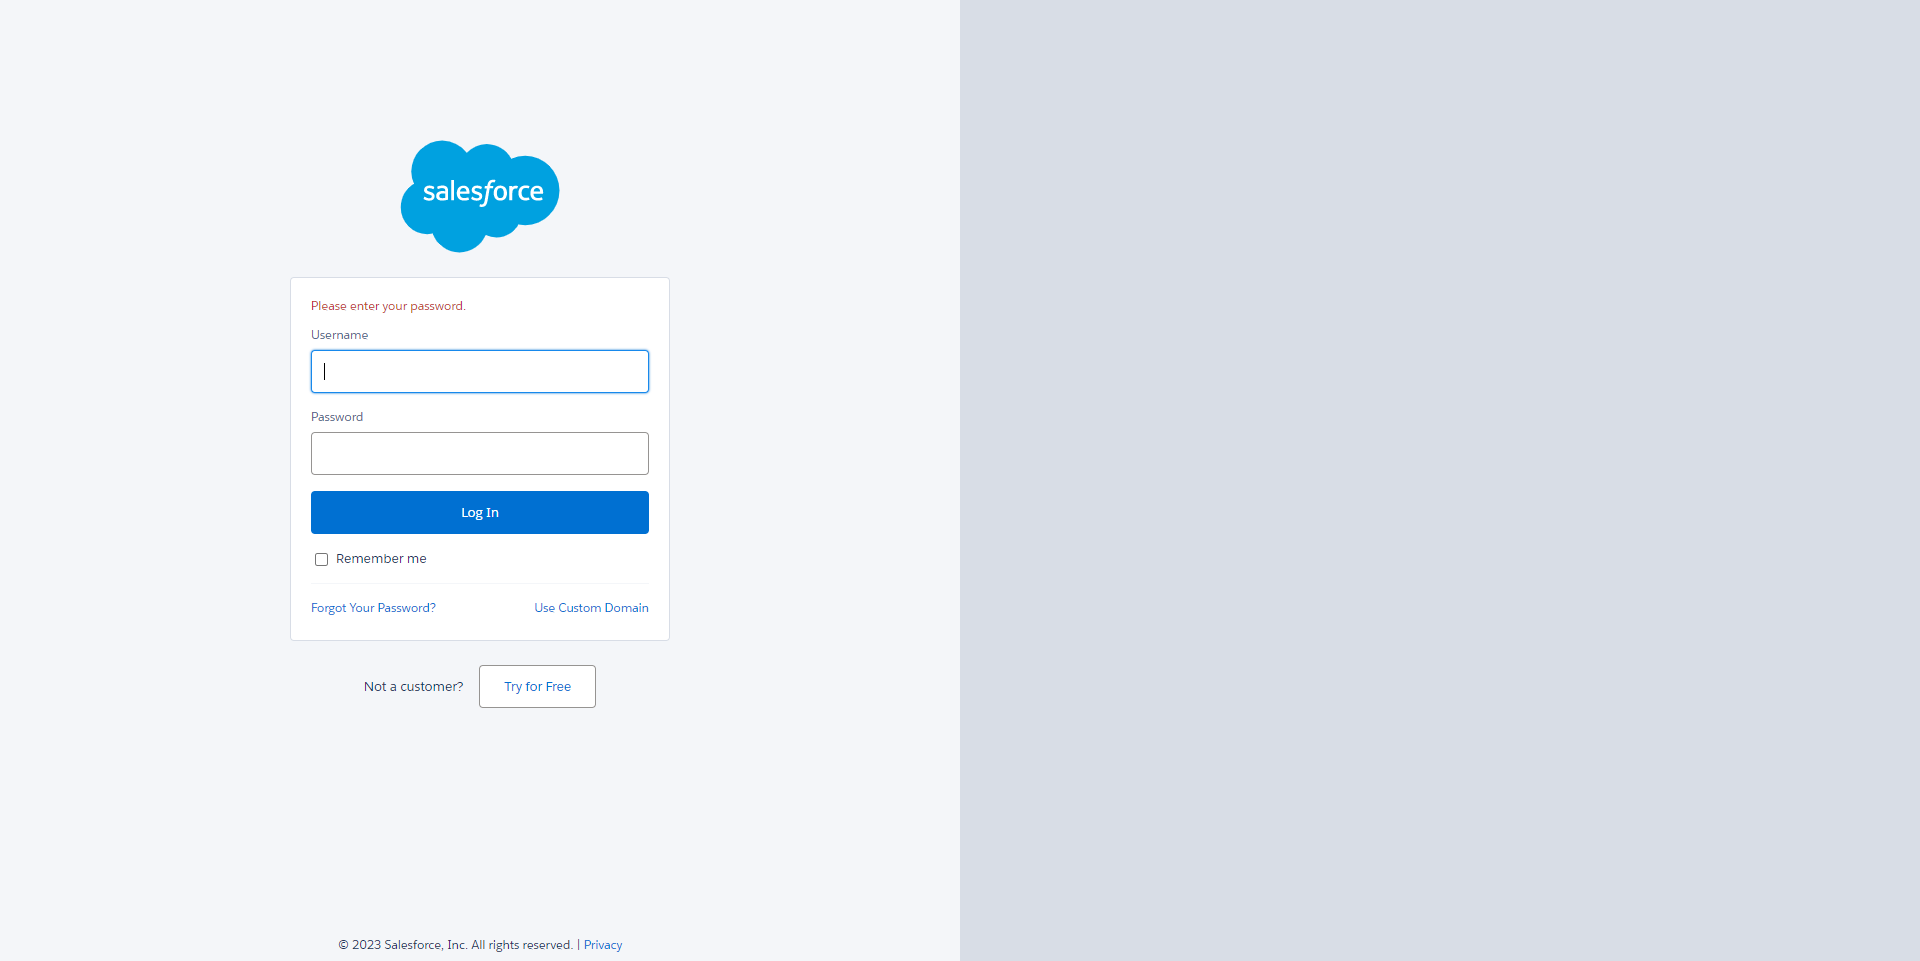 salesforce
Please enter your password.
Username
Password
Log In
Remember me
Forgot Your Password? Use Custom Domain
Not a customer? Try for Free
© 2023 Salesforce, Inc. All rights reserved. | Privacy